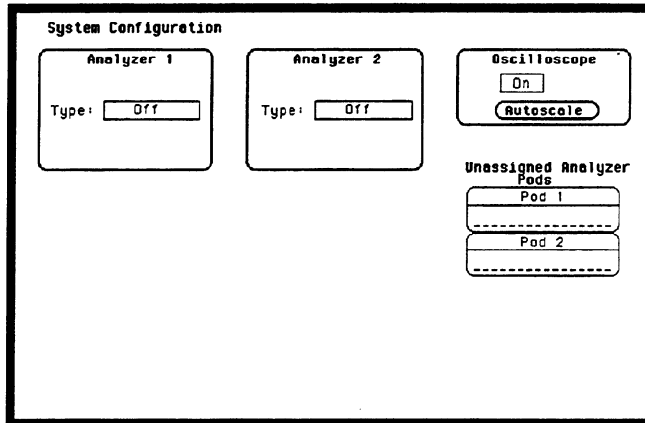 System Configuration
Analyzer 1
Type: Off
Analyzer 2
Type: Off
Oscilloscope
On
Autoscale
Unassigned Analyzer
Pods
Pod 1
Pod 2